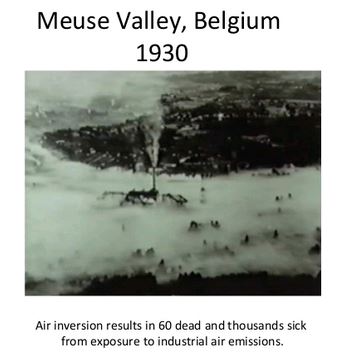 Meuse Valley, Belgium
1930
Air inversion results in 60 dead and thousands sick
from exposure to industrial air emissions.